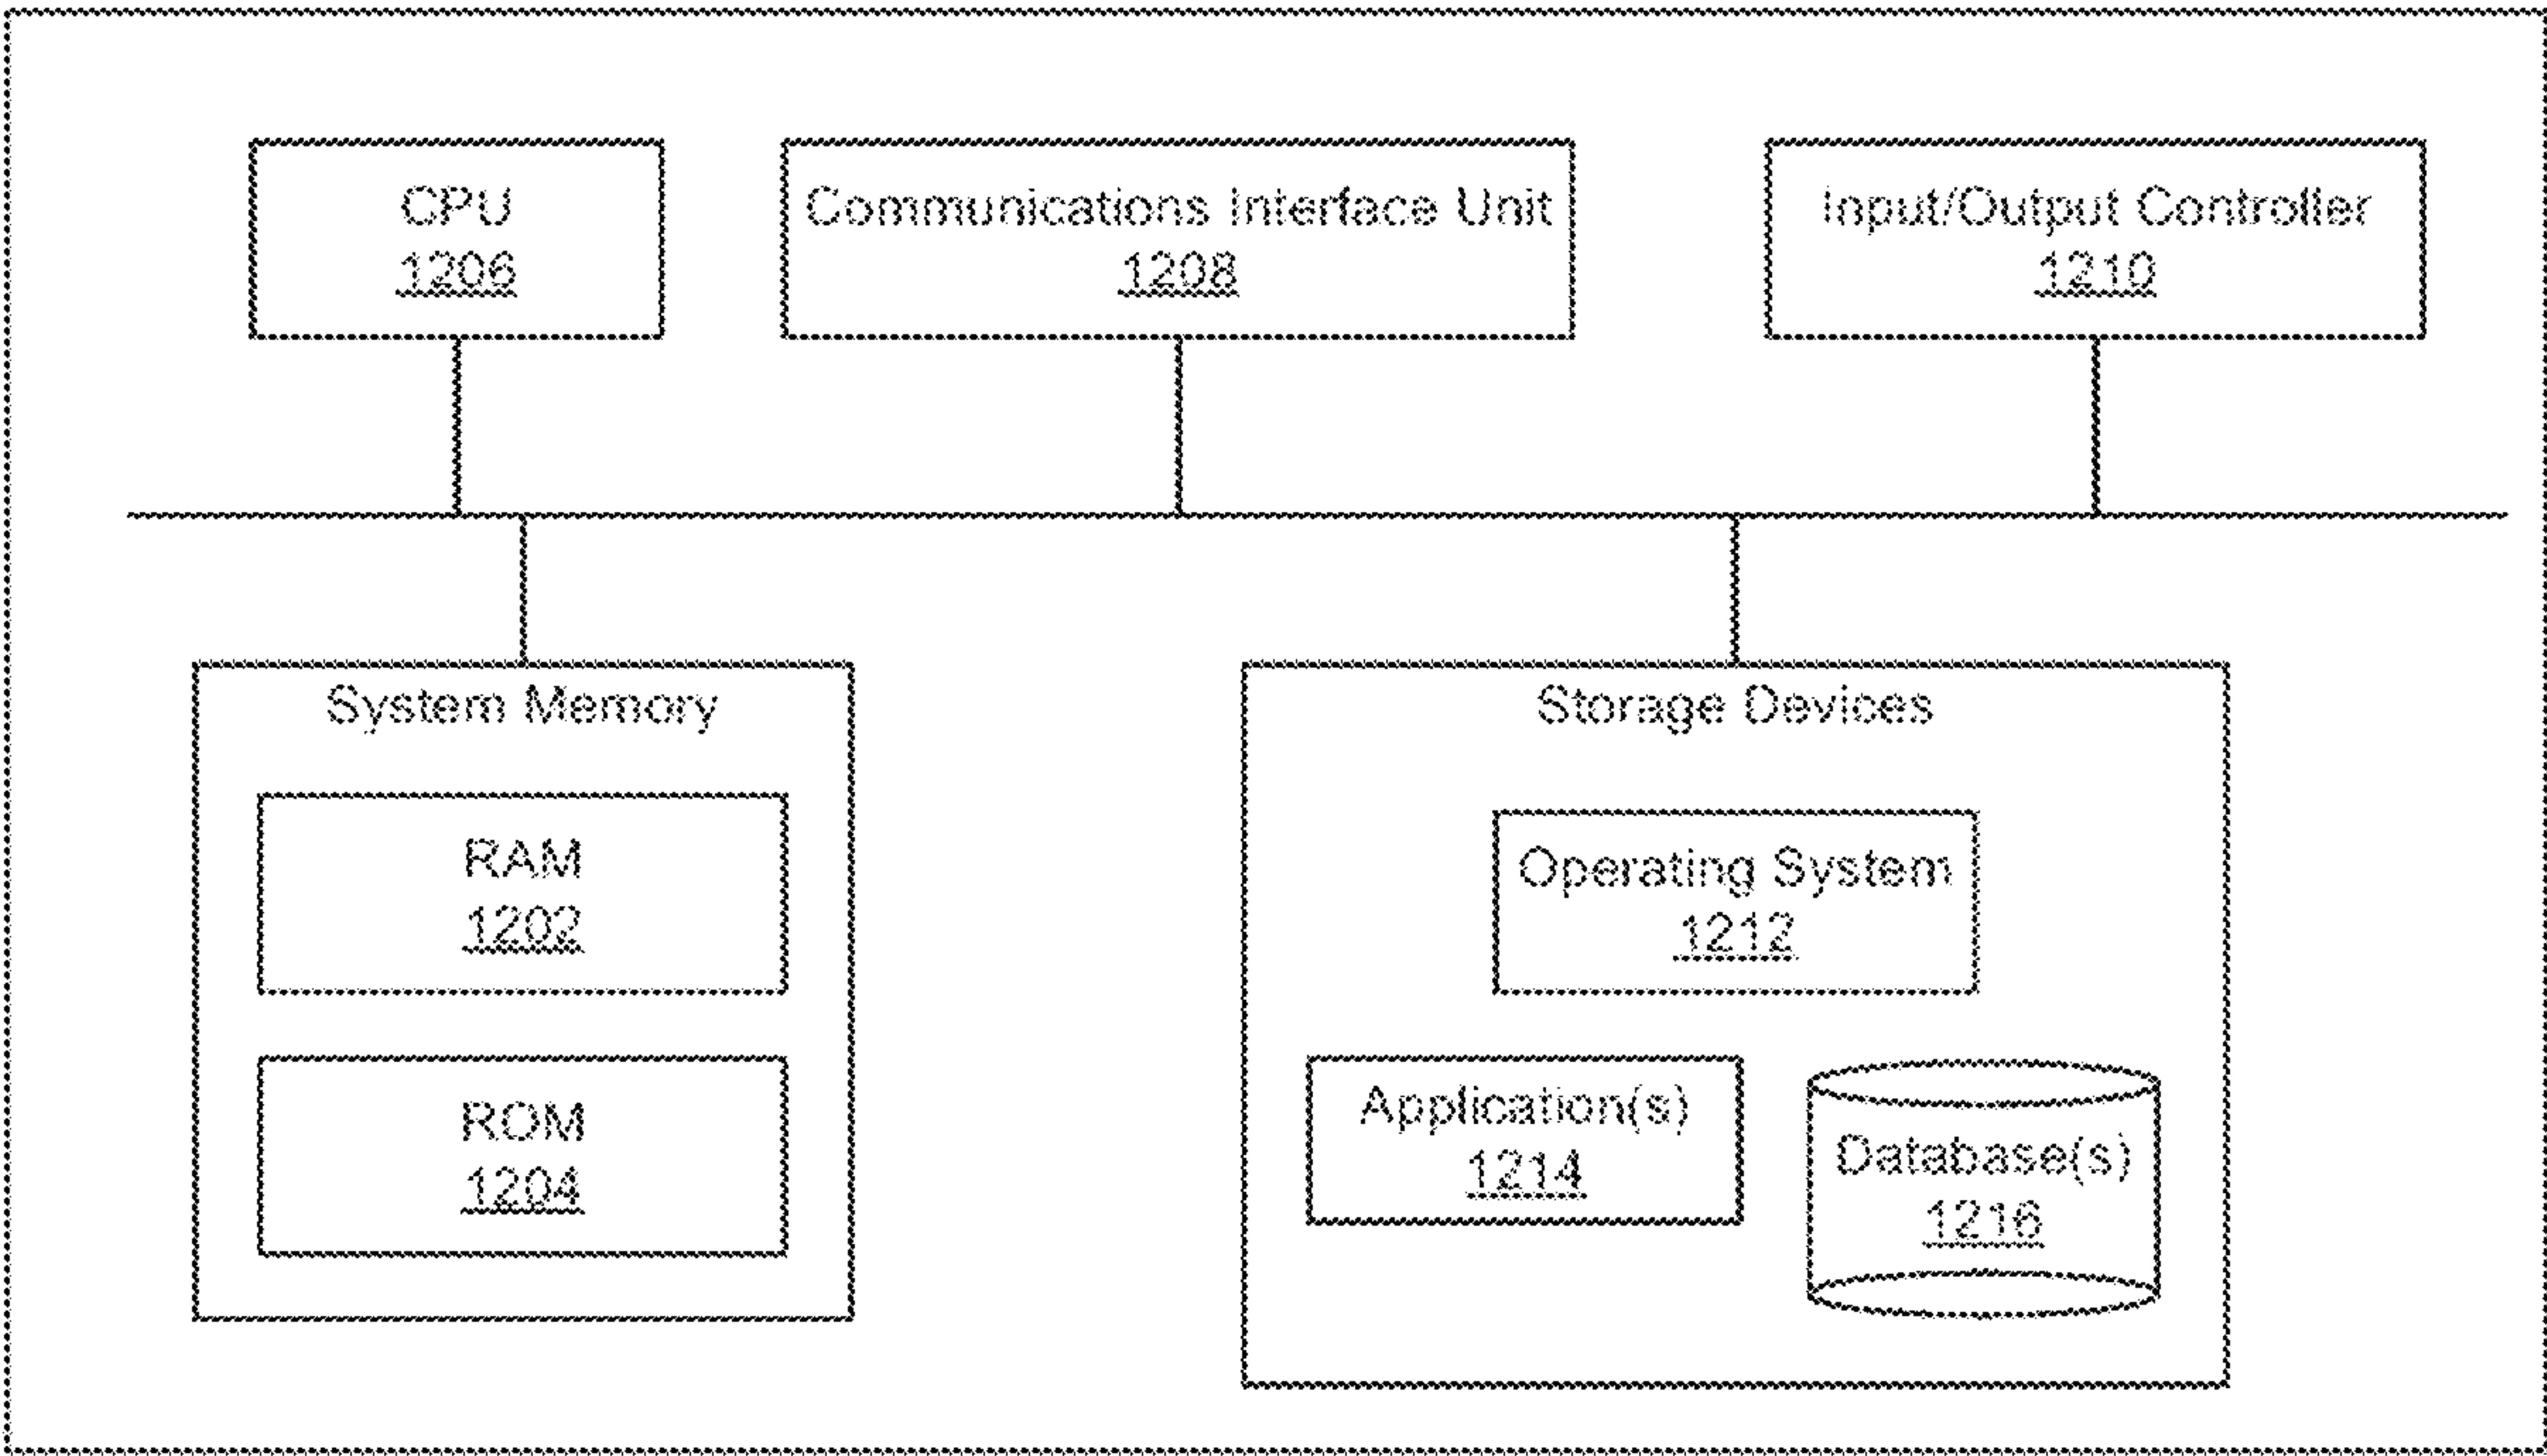 CPU
1206
Communications Interface Unit
1208
Input/Output Controller
1210
System Memory
RAM
1202
ROM
1204
Storage Devices
Operating System
1212
Application(s)
1214
Database(s)
1216